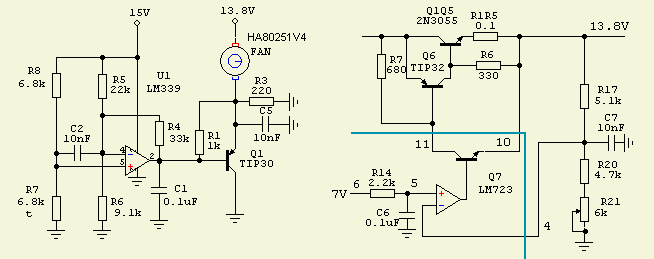 15V
13.8V
HA80251V4
FAN
R8
6.8k
R5
22k
U1
LM339
R3
220
C5
10nF
C2
10nF
4
5
2
R4
33k
R1
1k
Q1
TIP30
R7
6.8k
t
R6
9.1k
C1
0.1uF
Q1Q5
2N3055
R1R5
0.1
13.8V
R7
680
Q6
TIP32
R6
330
R17
5.1k
C7
10nF
11
10
Q7
LM723
R14
2.2k
7V
6
5
C6
0.1uF
4
R20
4.7k
R21
6k